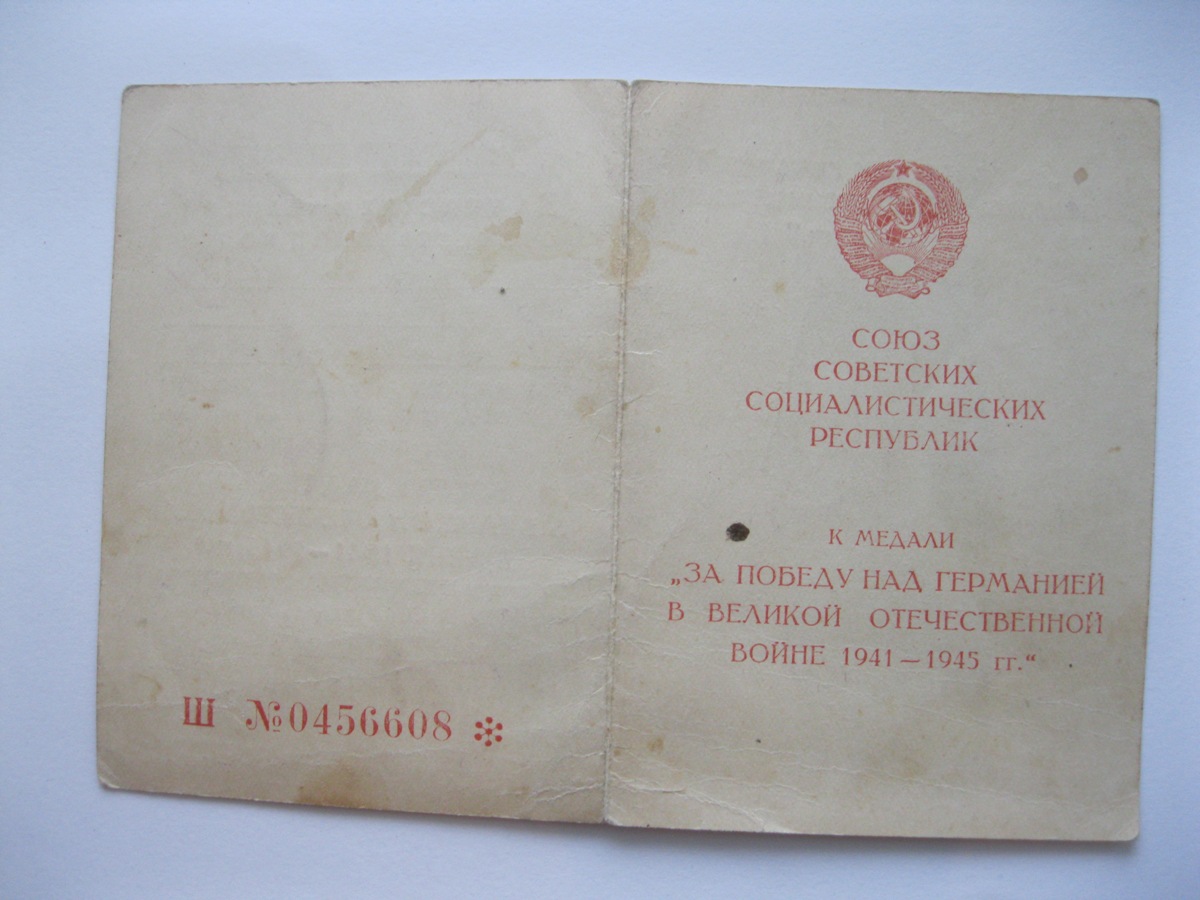 Ш №0456608
СОЮЗ
СОВЕТСКИХ
СОЦИАЛИСТИЧЕСКИХ
РЕСПУБЛИК
К МЕДАЛИ
„ЗА ПОБЕДУ НАД ГЕРМАНИЕЙ
В ВЕЛИКОЙ ОТЕЧЕСТВЕННОЙ
ВОЙНЕ 1941—1945 гг.“